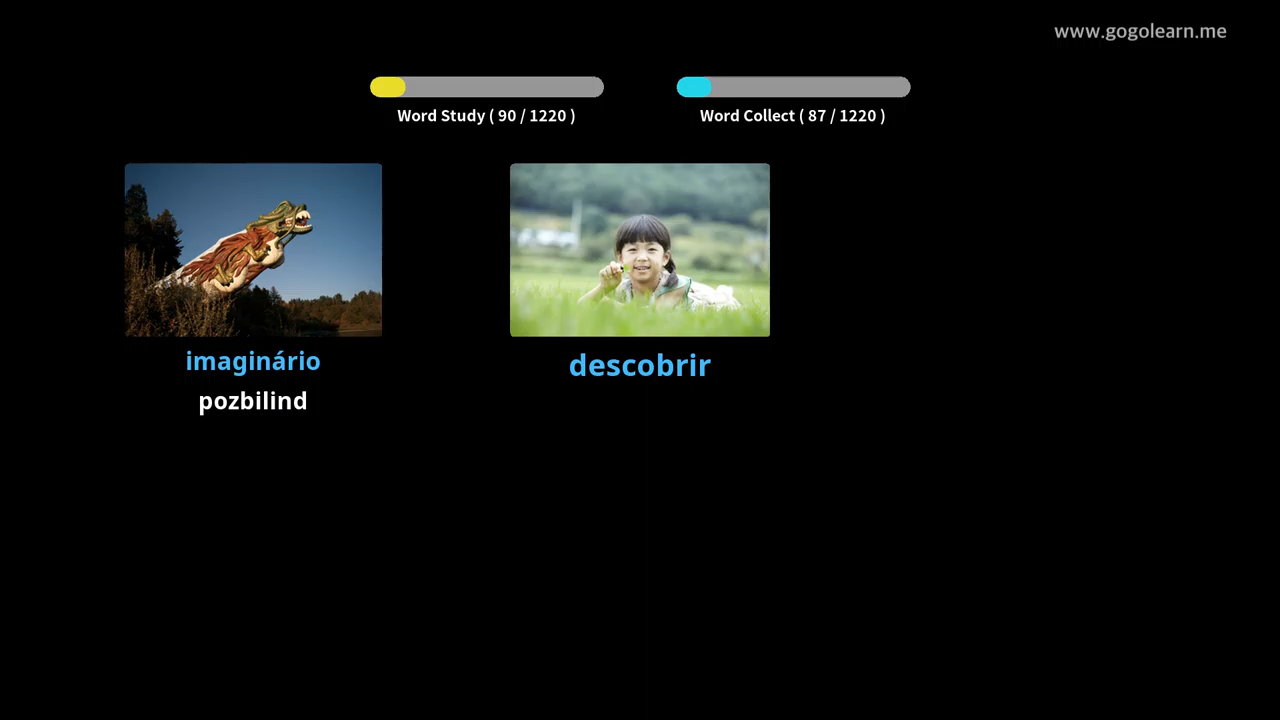 www.gogolearn.me
Word Study ( 90 / 1220 )
Word Collect ( 87 / 1220 )
imaginário
pozbilind
descobrir